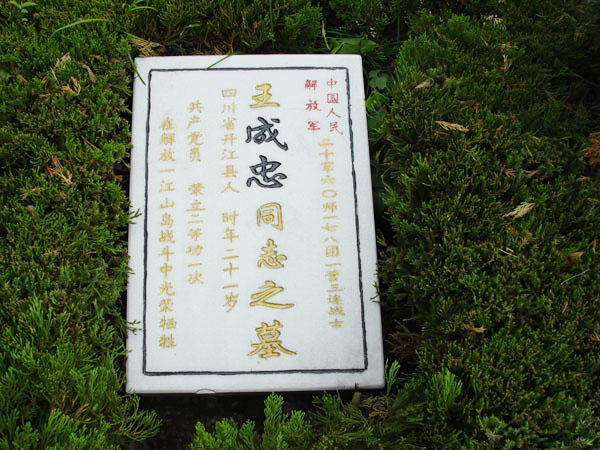 中国人民
解放军
二十军六〇师一七八团一营三连战士
王成忠同志之墓
四川省开江县人 时年二十一岁
共产党员 荣立二等功一次
在解放一江山岛战斗中光荣牺牲